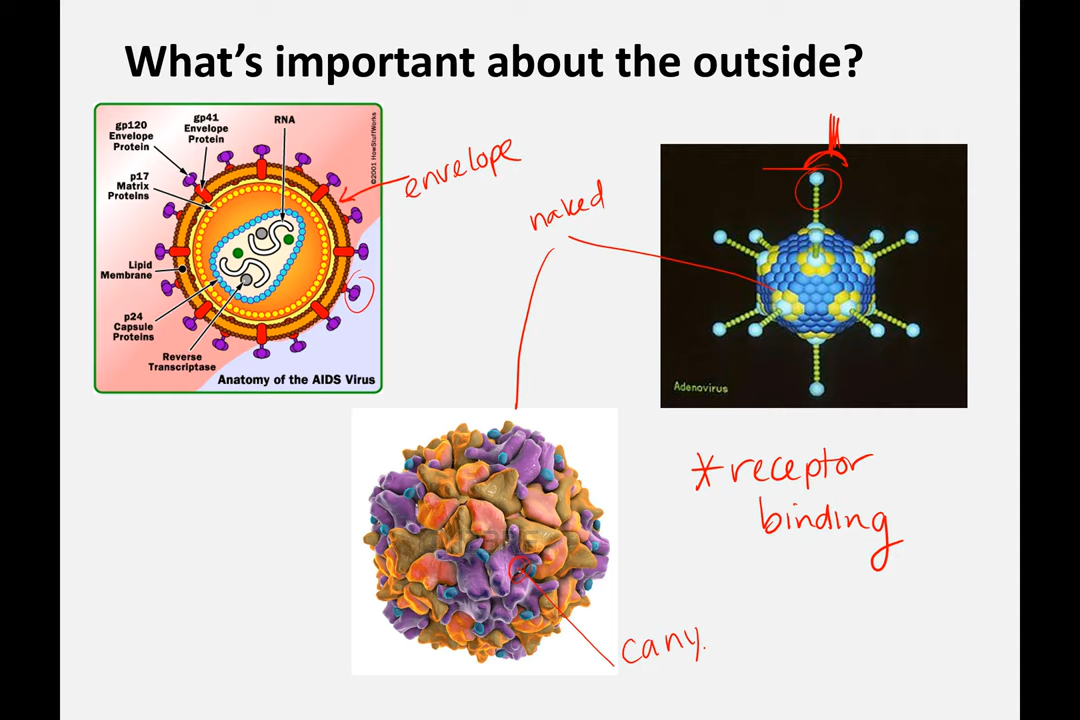 What's important about the outside?
gp120
Envelope
Protein
gp41
Envelope
Protein
RNA
©2001 HowStuffWorks
p17
Matrix
Proteins
Lipid
Membrane
p24
Capsule
Proteins
Reverse
Transcriptase
Anatomy of the AIDS Virus
envelope
naked
Adenovirus
*receptor
binding
cany.